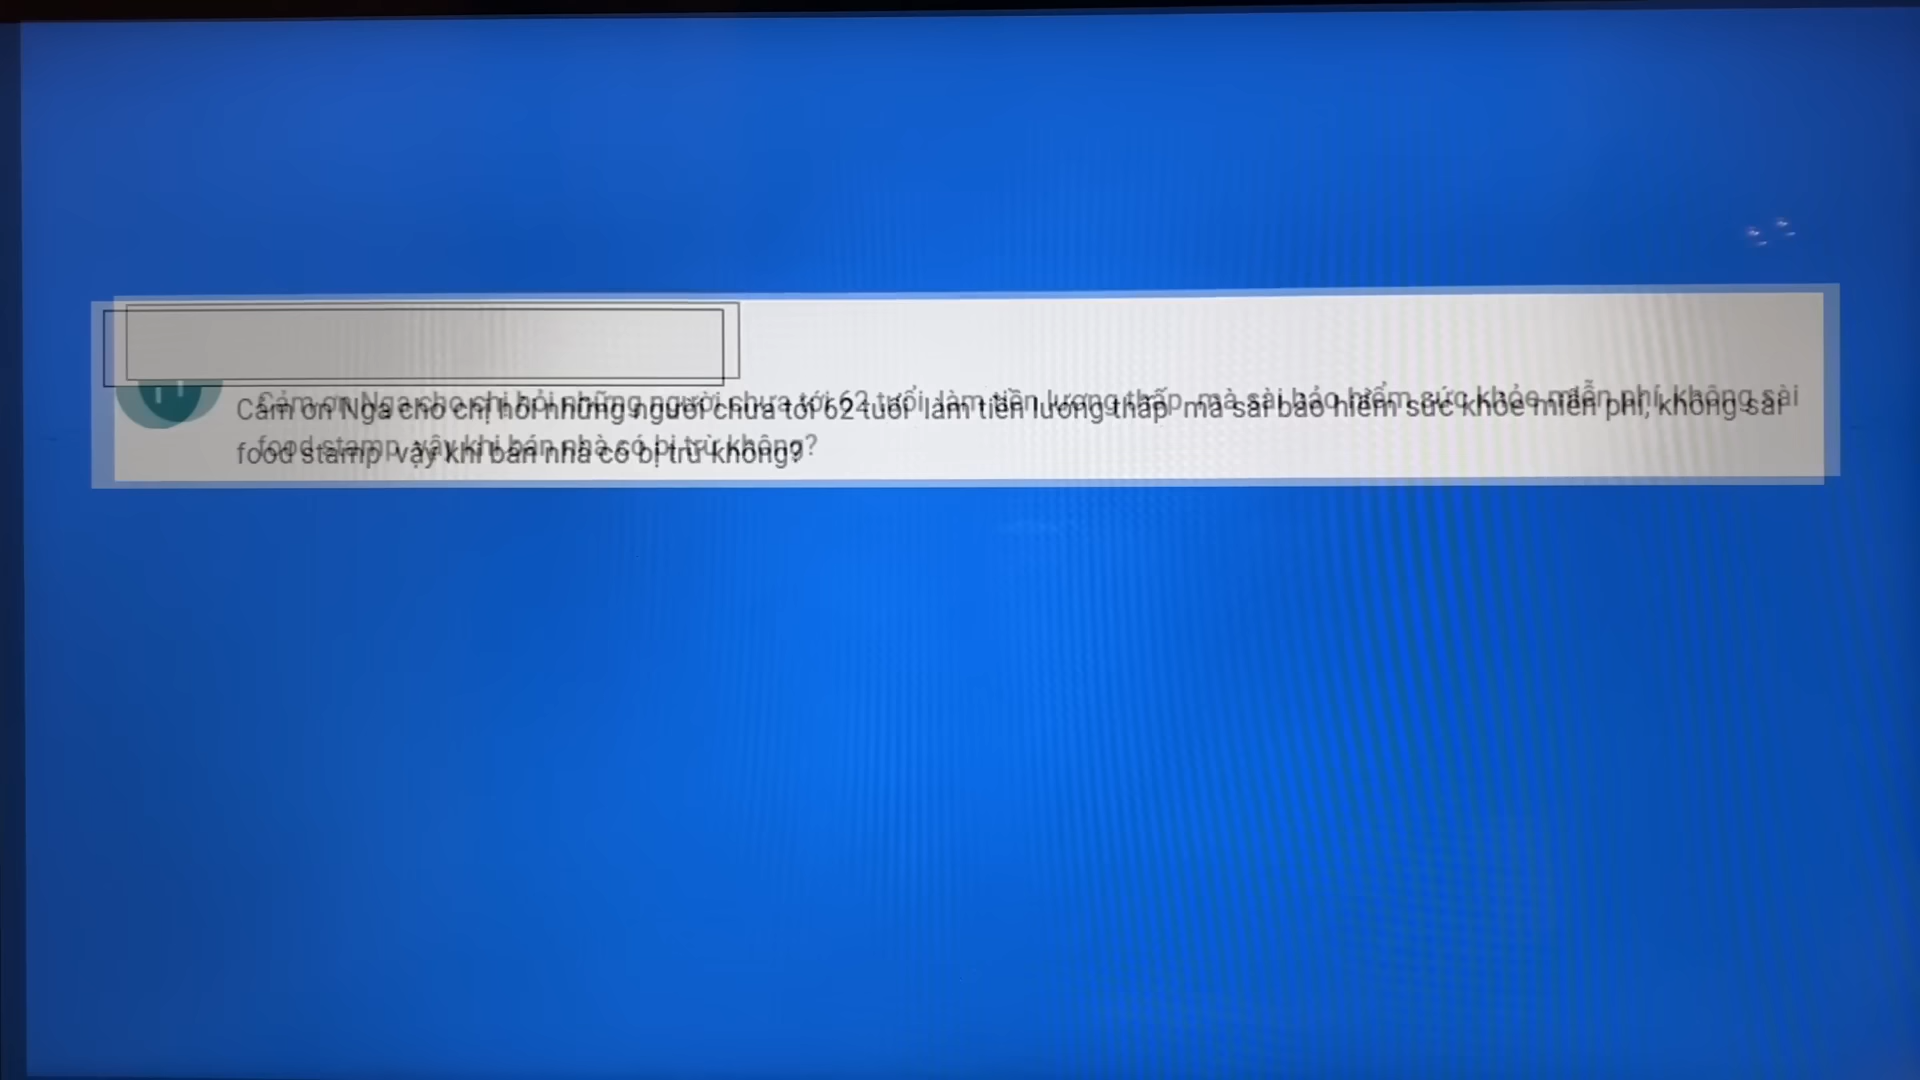 Cảm ơn Nga cho chị hỏi những người chưa tới 62 tuổi làm tiền lương thấp mà sài bảo hiểm sức khỏe miễn phí, không sài
food stamp vậy khi bán nhà có bị trừ không?